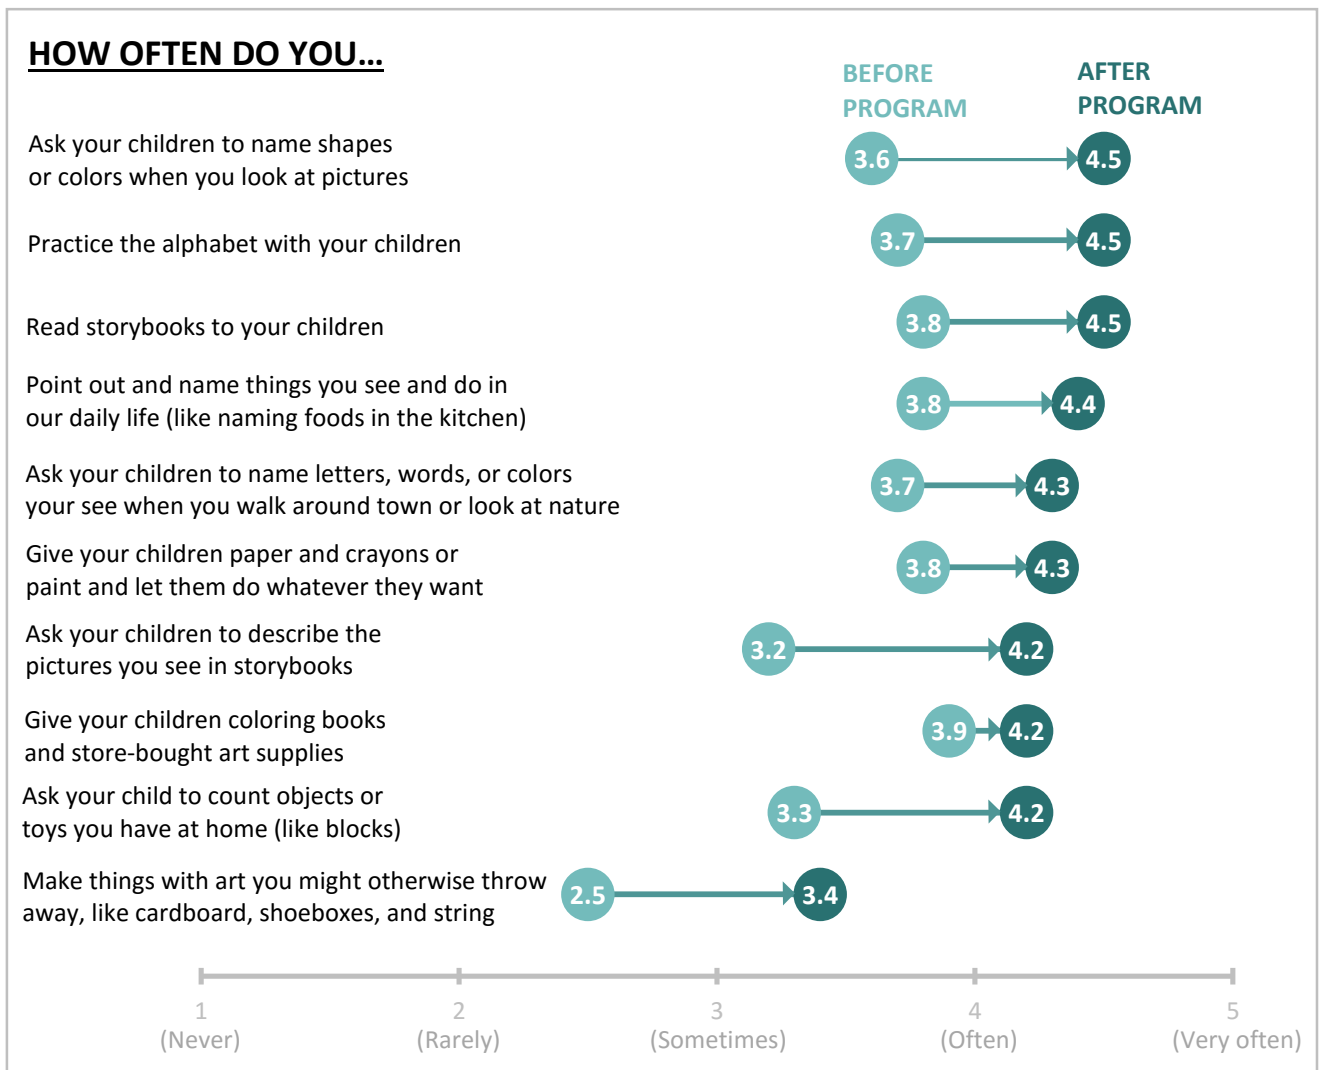 HOW OFTEN DO YOU...
BEFORE
PROGRAM
AFTER
PROGRAM
Ask your children to name shapes
or colors when you look at pictures
3.6
4.5
Practice the alphabet with your children
3.7
4.5
Read storybooks to your children
3.8
4.5
Point out and name things you see and do in
our daily life (like naming foods in the kitchen)
3.8
4.4
Ask your children to name letters, words, or colors
your see when you walk around town or look at nature
3.7
4.3
Give your children paper and crayons or
paint and let them do whatever they want
3.8
4.3
Ask your children to describe the
pictures you see in storybooks
3.2
4.2
Give your children coloring books
and store-bought art supplies
3.9
4.2
Ask your child to count objects or
toys you have at home (like blocks)
3.3
4.2
Make things with art you might otherwise throw
away, like cardboard, shoeboxes, and string
2.5
3.4
1
2
3
4
5
(Never)
(Rarely)
(Sometimes)
(Often)
(Very often)